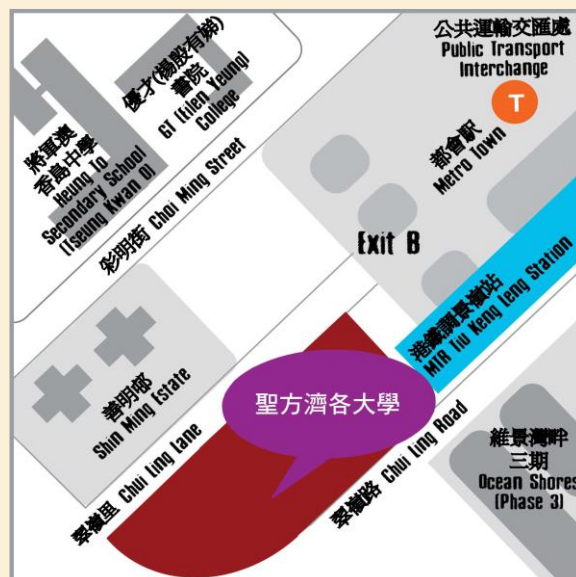 公共運輸交匯處
Public Transport
Interchange
T
優才(楊殷有娣)
書院
GT (Ellen Yeung)
College
將軍澳
香島中學
Heung To
Secondary School
(Tseung Kwan O)
都會駅
Metro Town
彩明街 Choi Ming Street
Exit B
港鐵調景嶺站
MTR Tiu Keng Leng Station
善明邨
Shin Ming Estate
聖方濟各大學
翠嶺里 Chui Ling Lane
翠嶺路 Chui Ling Road
維景灣畔
三期
Ocean Shores
(Phase 3)